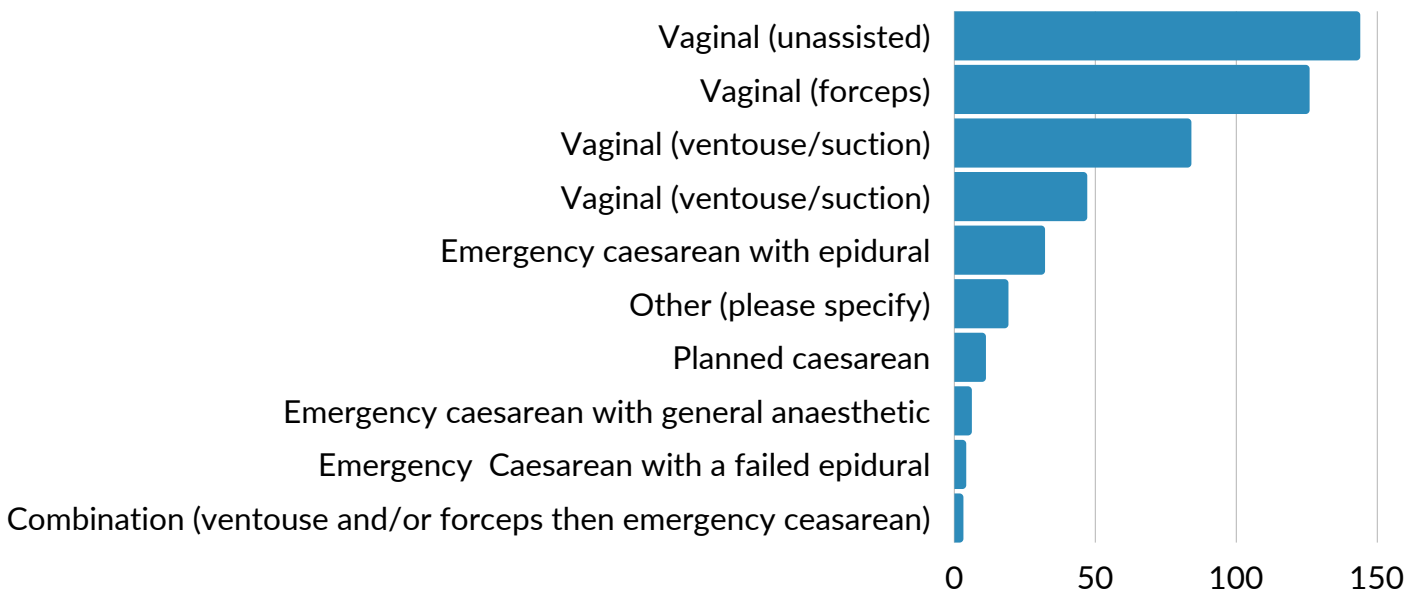 Vaginal (unassisted)
Vaginal (forceps)
Vaginal (ventouse/suction)
Vaginal (ventouse/suction)
Emergency caesarean with epidural
Other (please specify)
Planned caesarean
Emergency caesarean with general anaesthetic
Emergency  Caesarean with a failed epidural
Combination (ventouse and/or forceps then emergency ceasarean)
0 50 100 150